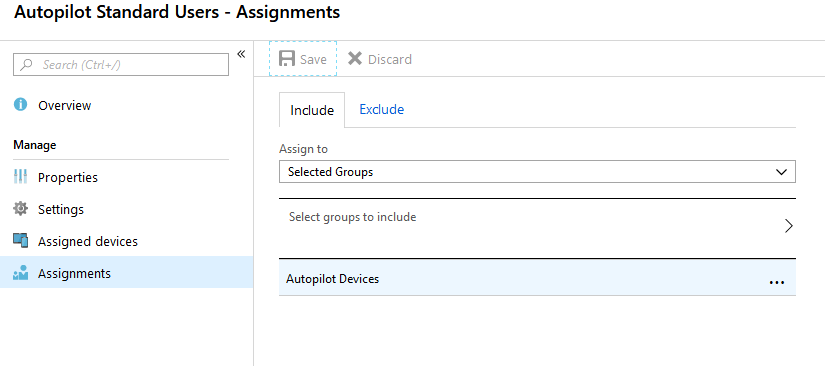 Autopilot Standard Users - Assignments
Search (Ctrl+/)
«
Overview
Manage
Properties
Settings
Assigned devices
Assignments
Save
Discard
Include
Exclude
Assign to
Selected Groups
Select groups to include
Autopilot Devices
...